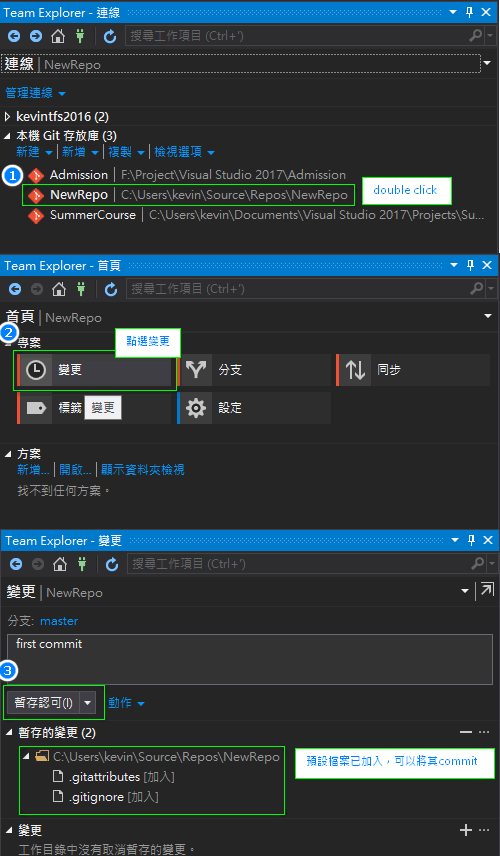 Team Explorer - 連線
搜尋工作項目 (Ctrl+')
連線 | NewRepo
管理連線
kevintfs2016 (2)
本機 Git 存放庫 (3)
新建 | 新增 | 複製 | 檢視選項
1 Admission | F:\Project\Visual Studio 2017\Admission
NewRepo | C:\Users\kevin\Source\Repos\NewRepo
double click
SummerCourse | C:\Users\kevin\Documents\Visual Studio 2017\Projects\Su...
Team Explorer - 首頁
搜尋工作項目 (Ctrl+')
首頁 | NewRepo
2 專案
點選變更
變更 分支 同步
標籤 變更 設定
方案
新增... | 開啟... | 顯示資料夾檢視
找不到任何方案。
Team Explorer - 變更
搜尋工作項目 (Ctrl+')
變更 | NewRepo
分支: master
first commit
3
暫存認可(I) 動作
暫存的變更 (2)
C:\Users\kevin\Source\Repos\NewRepo
預設檔案已加入，可以將其commit
.gitattributes [加入]
.gitignore [加入]
變更
工作目錄中沒有取消暫存的變更。